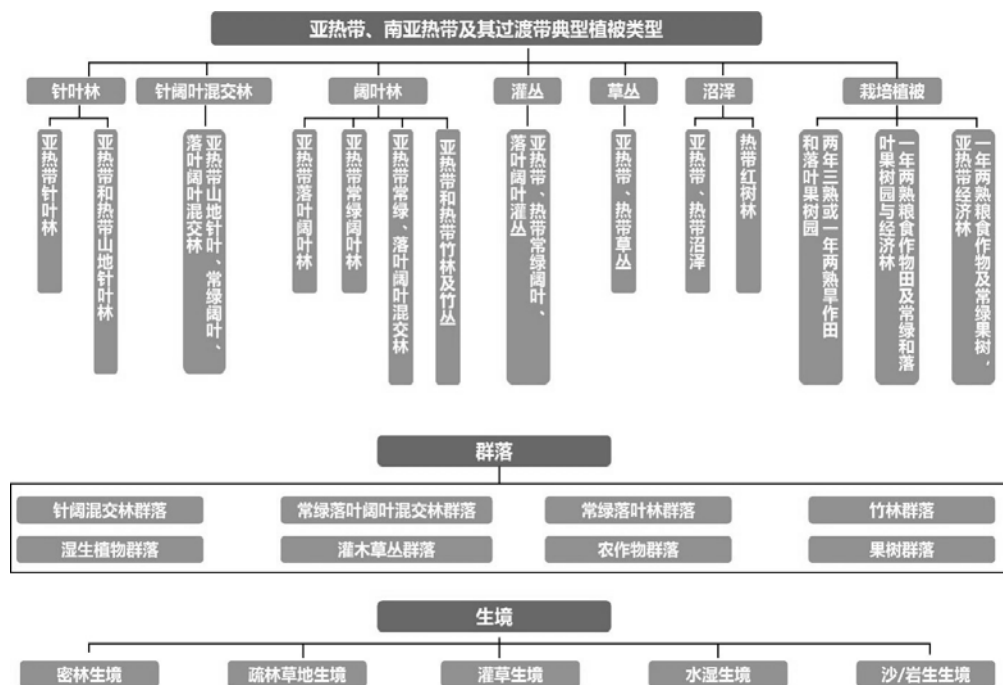 亚热带、南亚热带及其过渡带典型植被类型
针叶林
针阔叶混交林
阔叶林
灌丛
草丛
沼泽
栽培植被
亚热带针叶林
亚热带和热带山地针叶林
亚热带山地针叶、常绿阔叶、
落叶阔叶混交林
亚热带落叶阔叶林
亚热带常绿阔叶林
亚热带常绿、落叶阔叶混交林
亚热带和热带竹林及竹丛
亚热带、热带常绿阔叶、
落叶阔叶灌丛
亚热带、热带草丛
亚热带、热带沼泽
热带红树林
两年三熟或一年两熟旱作田
和落叶果树园
一年两熟粮食作物田及常绿和落
叶果树园与经济林
一年两熟粮食作物及常绿果树，
亚热带经济林
群落
针阔混交林群落
常绿落叶阔叶混交林群落
常绿落叶林群落
竹林群落
湿生植物群落
灌木草丛群落
农作物群落
果树群落
生境
密林生境
疏林草地生境
灌草生境
水湿生境
沙/岩生生境